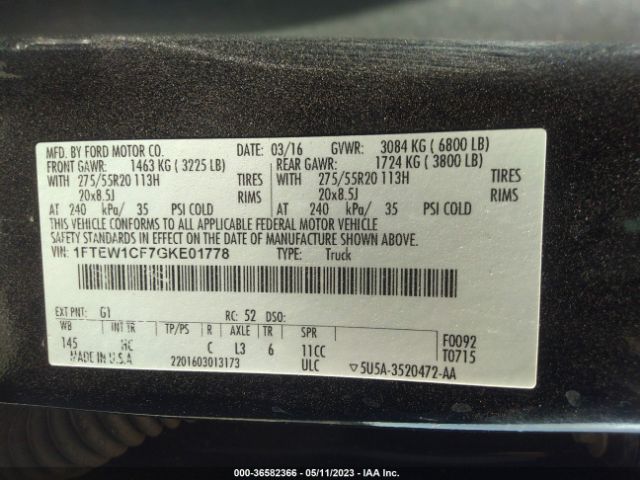 MFD. BY FORD MOTOR CO. DATE: 03/16 GVWR: 3084 KG ( 6800 LB)
FRONT GAWR: 1463 KG ( 3225 LB) REAR GAWR: 1724 KG ( 3800 LB)
WITH 275/55R20 113H TIRES WITH 275/55R20 113H TIRES
20x8.5J RIMS 20x8.5J RIMS
AT 240 kPa/ 35 PSI COLD AT 240 kPa/ 35 PSI COLD
THIS VEHICLE CONFORMS TO ALL APPLICABLE FEDERAL MOTOR VEHICLE
SAFETY STANDARDS IN EFFECT ON THE DATE OF MANUFACTURE SHOWN ABOVE.
VIN: 1FTEW1CF7GKE01778 TYPE: Truck
EXT PNT: G1 RC: 52 DSO:
WB INT TR TP/PS R AXLE TR SPR F0092
145 HC C L3 6 11CC T0715
MADE IN U.S.A 2201603013173 ULC ▽5U5A-3520472-AA
000-36582366 - 05/11/2023 - IAA Inc.